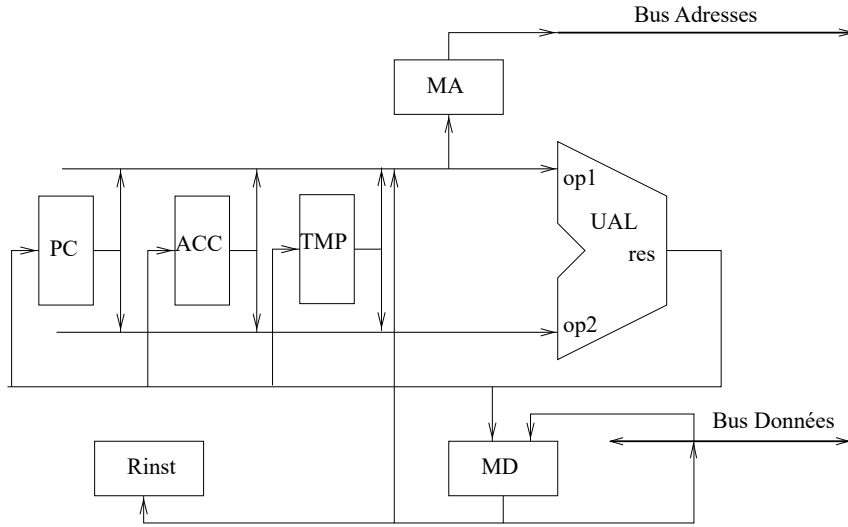 Bus Adresses
MA
op1
PC
ACC
TMP
UAL
res
op2
Bus Données
Rinst
MD